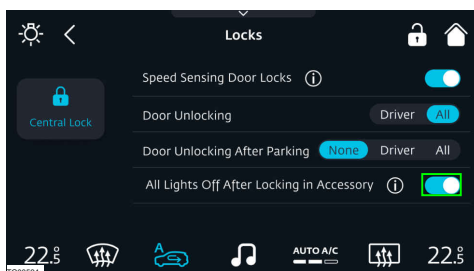 Locks
Speed Sensing Door Locks
Central Lock
Door Unlocking Driver All
Door Unlocking After Parking None Driver All
All Lights Off After Locking in Accessory
22.5 A AUTO A/C 22.5